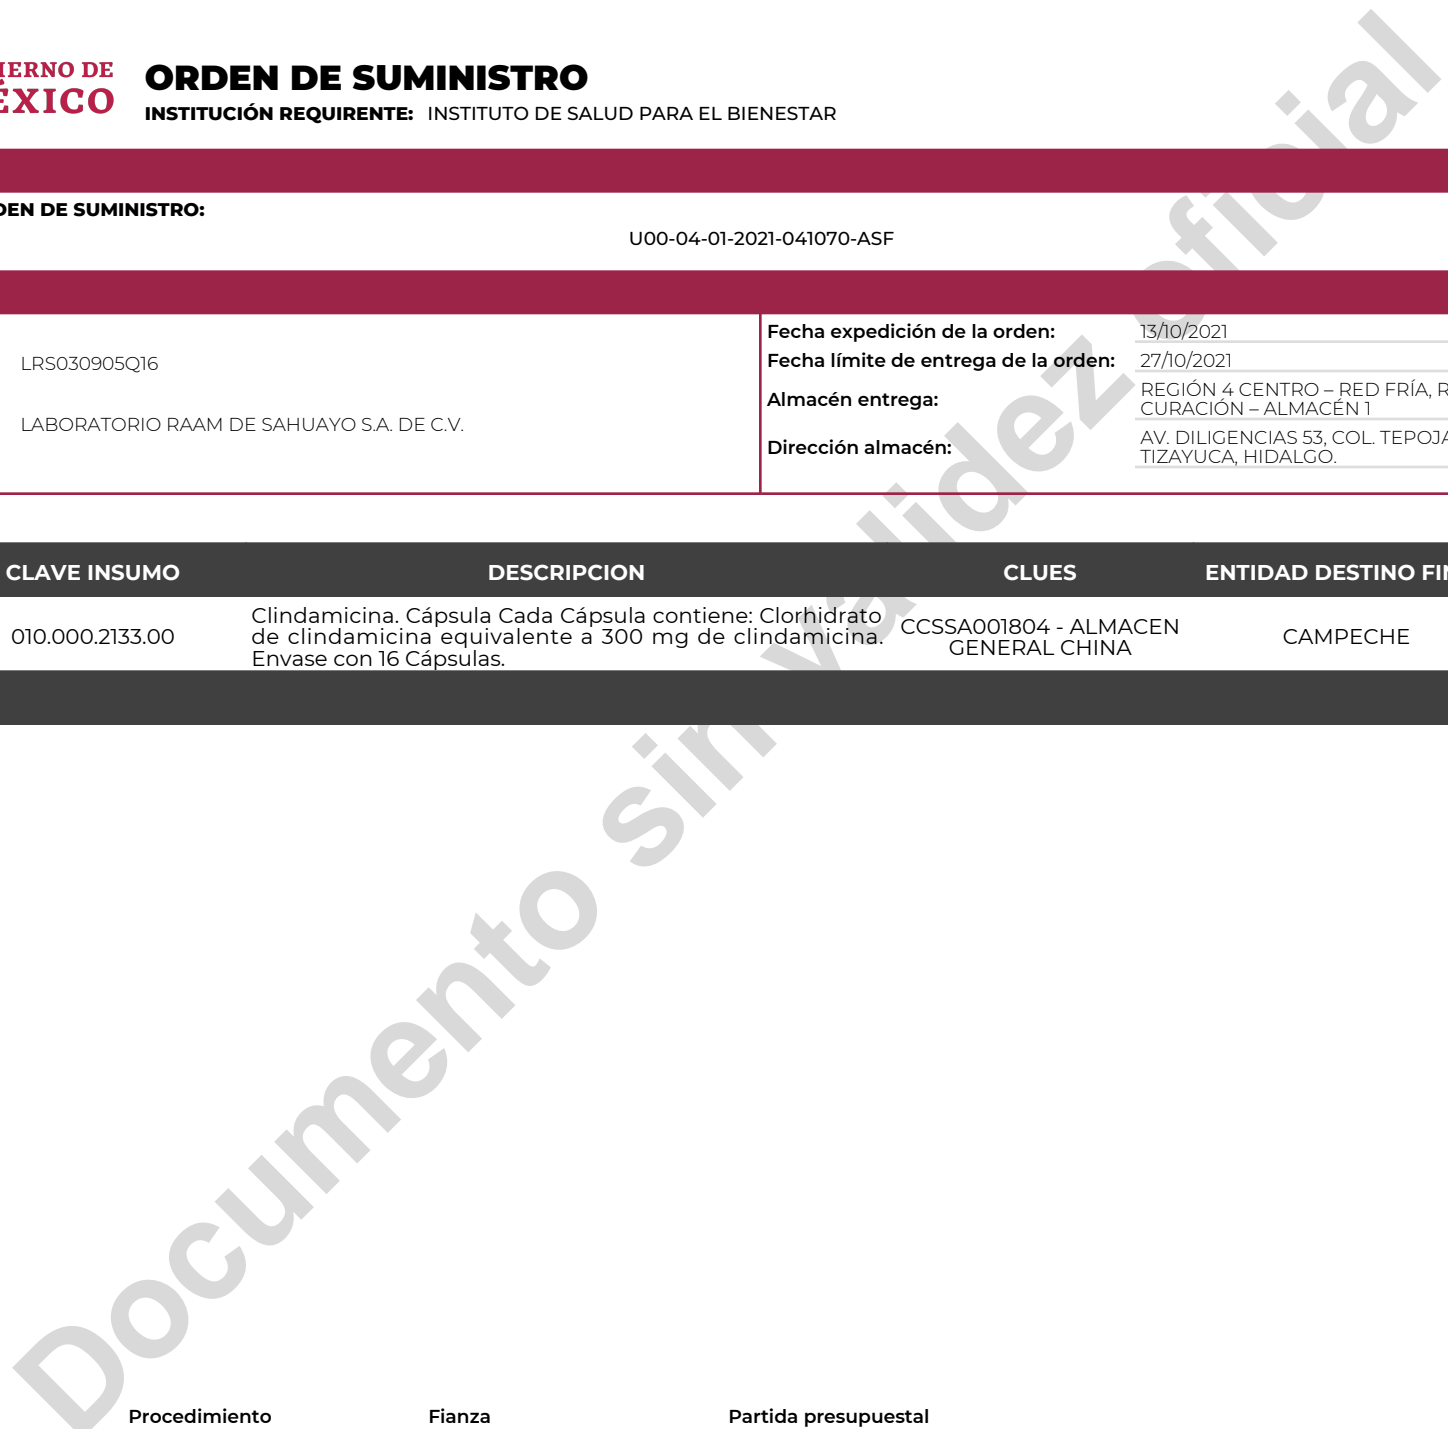 IERNO DE
ÉXICO
ORDEN DE SUMINISTRO
INSTITUCIÓN REQUIRENTE: INSTITUTO DE SALUD PARA EL BIENESTAR
DEN DE SUMINISTRO:
U00-04-01-2021-041070-ASF
LRS030905Q16
LABORATORIO RAAM DE SAHUAYO S.A. DE C.V.
Fecha expedición de la orden: 13/10/2021
Fecha límite de entrega de la orden: 27/10/2021
Almacén entrega: REGIÓN 4 CENTRO – RED FRÍA, R
CURACIÓN – ALMACÉN 1
Dirección almacén: AV. DILIGENCIAS 53, COL. TEPOJA
TIZAYUCA, HIDALGO.
CLAVE INSUMO DESCRIPCION CLUES ENTIDAD DESTINO FIN
010.000.2133.00
Clindamicina. Cápsula Cada Cápsula contiene: Clorhidrato
de clindamicina equivalente a 300 mg de clindamicina.
Envase con 16 Cápsulas.
CCSSA001804 - ALMACEN
GENERAL CHINA
CAMPECHE
Documento sin validez oficial
Procedimiento Fianza Partida presupuestal